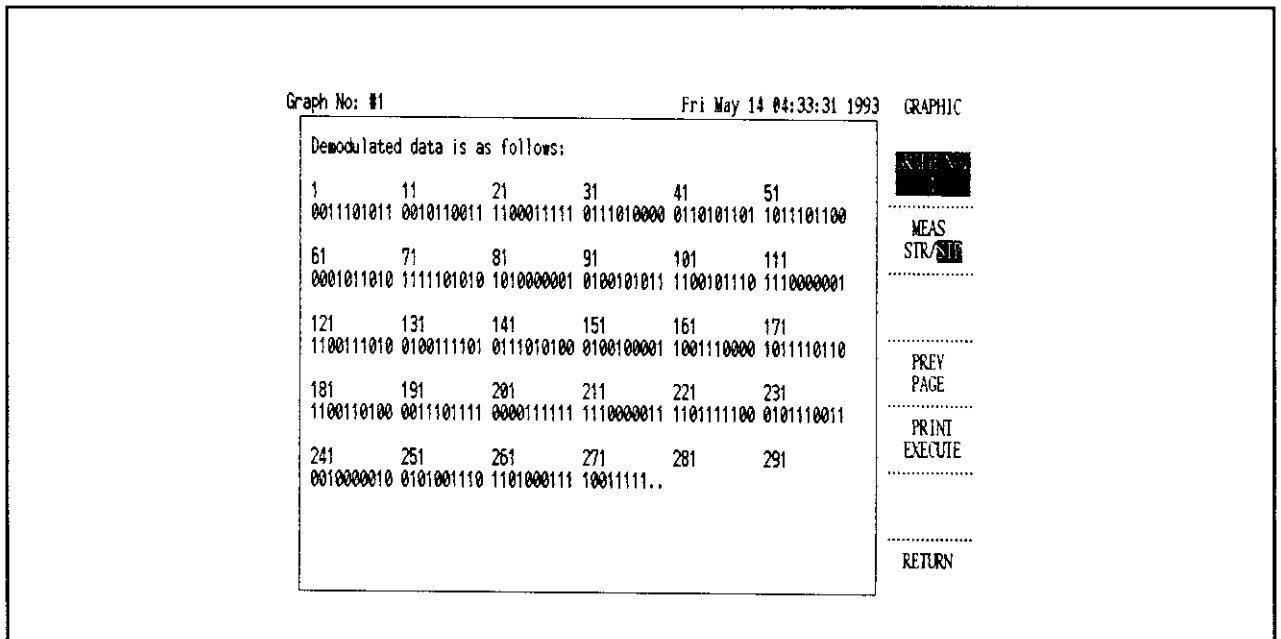 Graph No: #1
Fri May 14 04:33:31 1993
GRAPHIC
Demodulated data is as follows:
1 11 21 31 41 51
0011101011 0010110011 1100011111 0111010000 0110101101 1011101100
61 71 81 91 101 111
0001011010 1111101010 1010000001 0100101011 1100101110 1110000001
121 131 141 151 161 171
1100111010 0100111101 0111010100 0100100001 1001110000 1011110110
181 191 201 211 221 231
1100110100 0011101111 0000111111 1110000011 1101111100 0101110011
241 251 261 271 281 291
0010000010 0101001110 1101000111 10011111..
MEAS
STR/
PREV
PAGE
PRINT
EXECUTE
RETURN